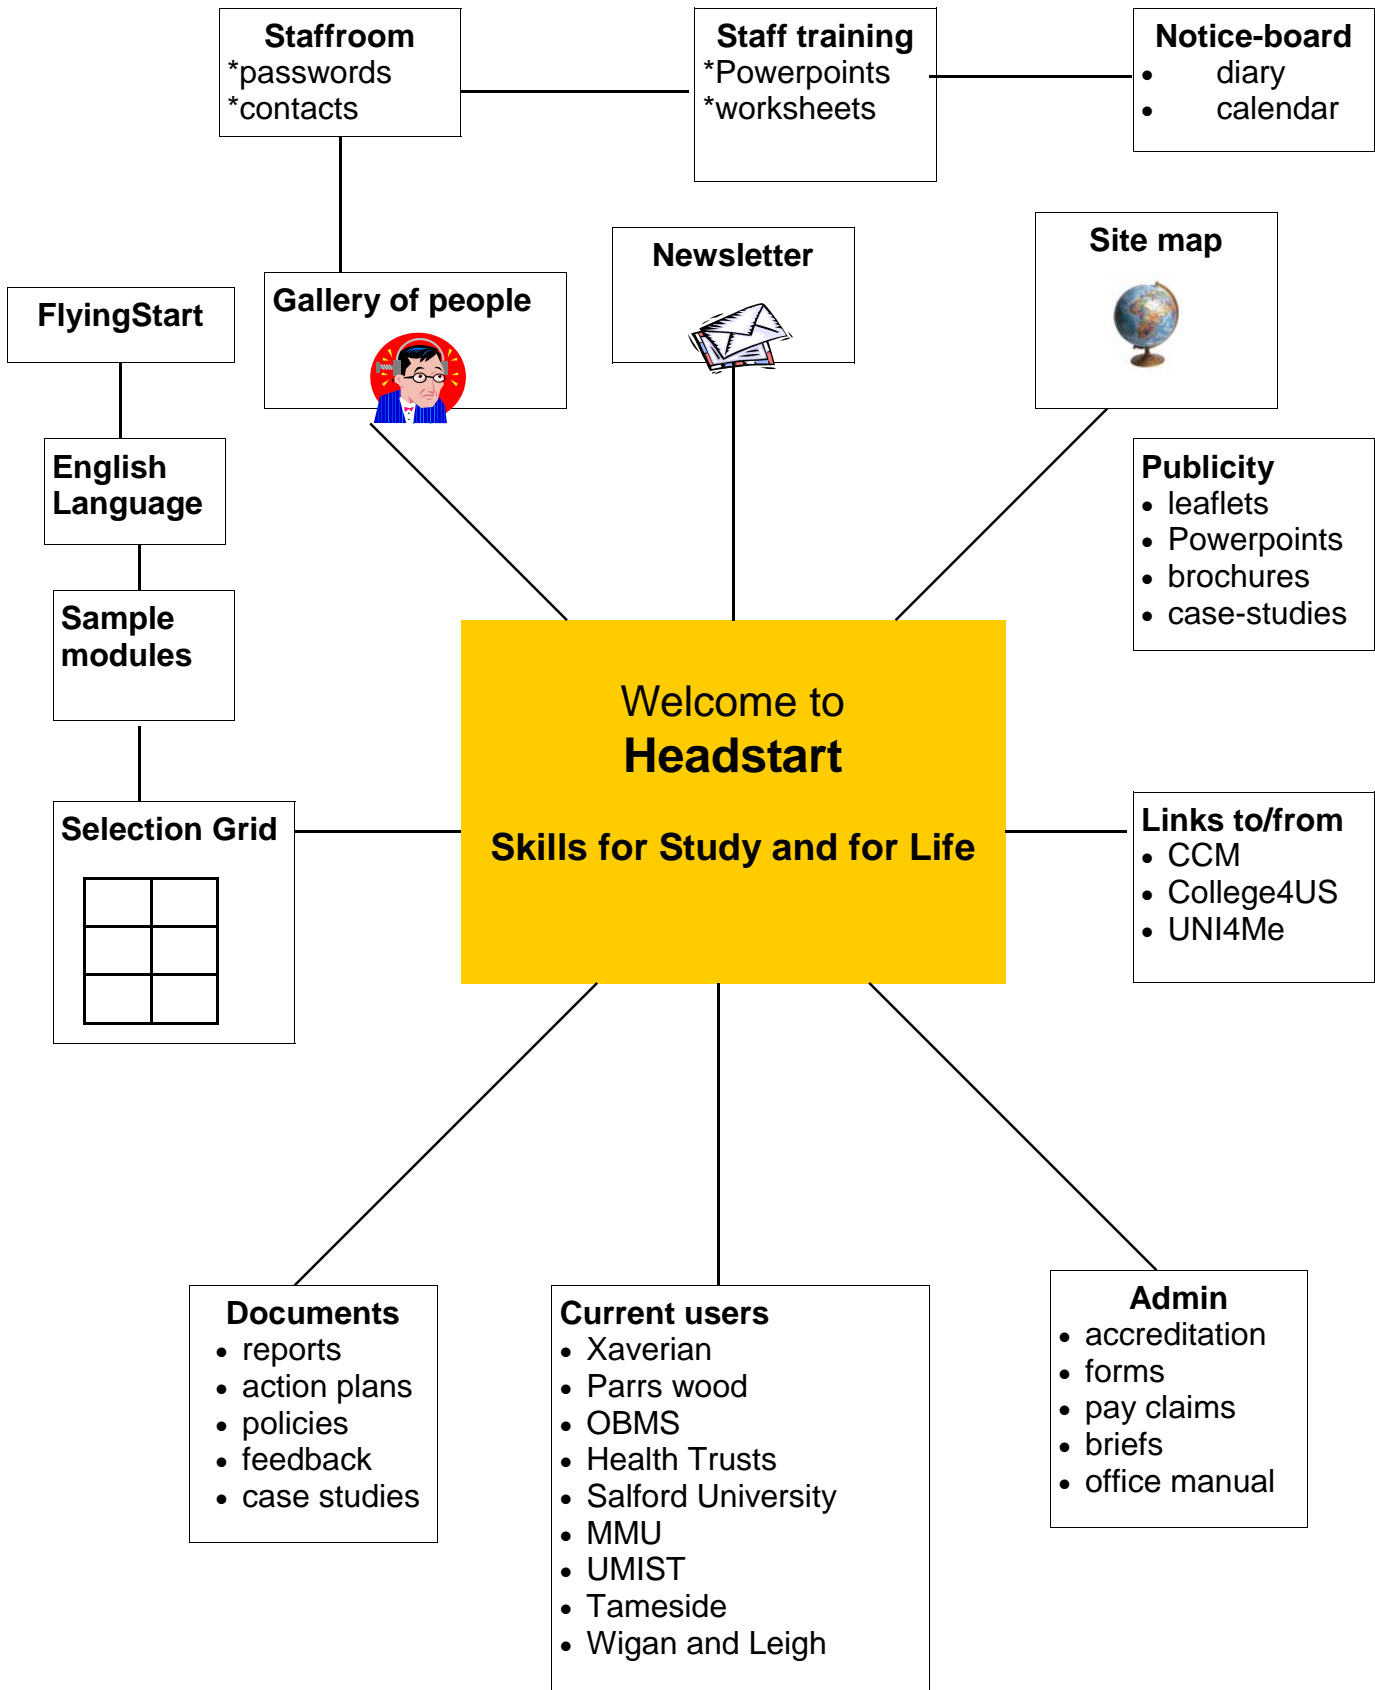 Staffroom
*passwords
*contacts
Staff training
*Powerpoints
*worksheets
Notice-board
• diary
• calendar
Gallery of people
Newsletter
Site map
FlyingStart
English
Language
Sample
modules
Selection Grid
Publicity
• leaflets
• Powerpoints
• brochures
• case-studies
Welcome to
Headstart
Skills for Study and for Life
Links to/from
• CCM
• College4US
• UNI4Me
Documents
• reports
• action plans
• policies
• feedback
• case studies
Current users
• Xaverian
• Parrs wood
• OBMS
• Health Trusts
• Salford University
• MMU
• UMIST
• Tameside
• Wigan and Leigh
Admin
• accreditation
• forms
• pay claims
• briefs
• office manual